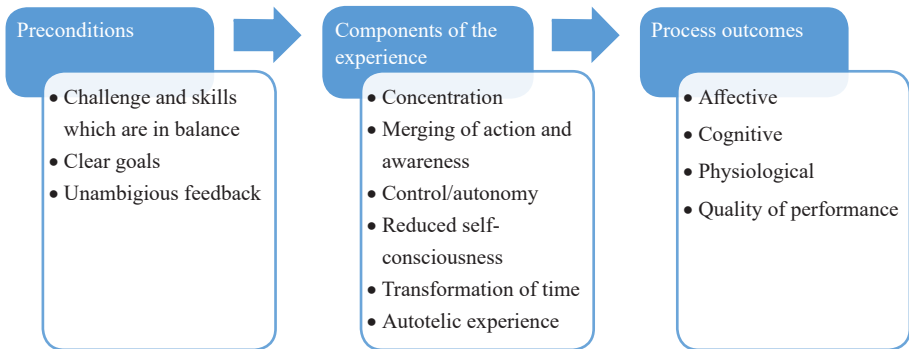 Preconditions
• Challenge and skills
which are in balance
• Clear goals
• Unambigious feedback
Components of the
experience
• Concentration
• Merging of action and
awareness
• Control/autonomy
• Reduced self-
consciousness
• Transformation of time
• Autotelic experience
Process outcomes
• Affective
• Cognitive
• Physiological
• Quality of performance